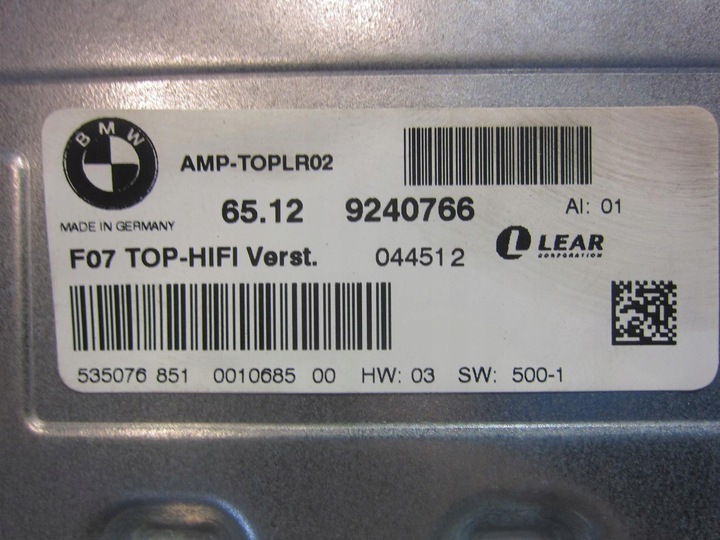 BMW
AMP-TOPLR02
65.12 9240766 AI: 01
MADE IN GERMANY
F07 TOP-HIFI Verst. 044512 LEAR
CORPORATION
535076 851 0010685 00 HW: 03 SW: 500-1